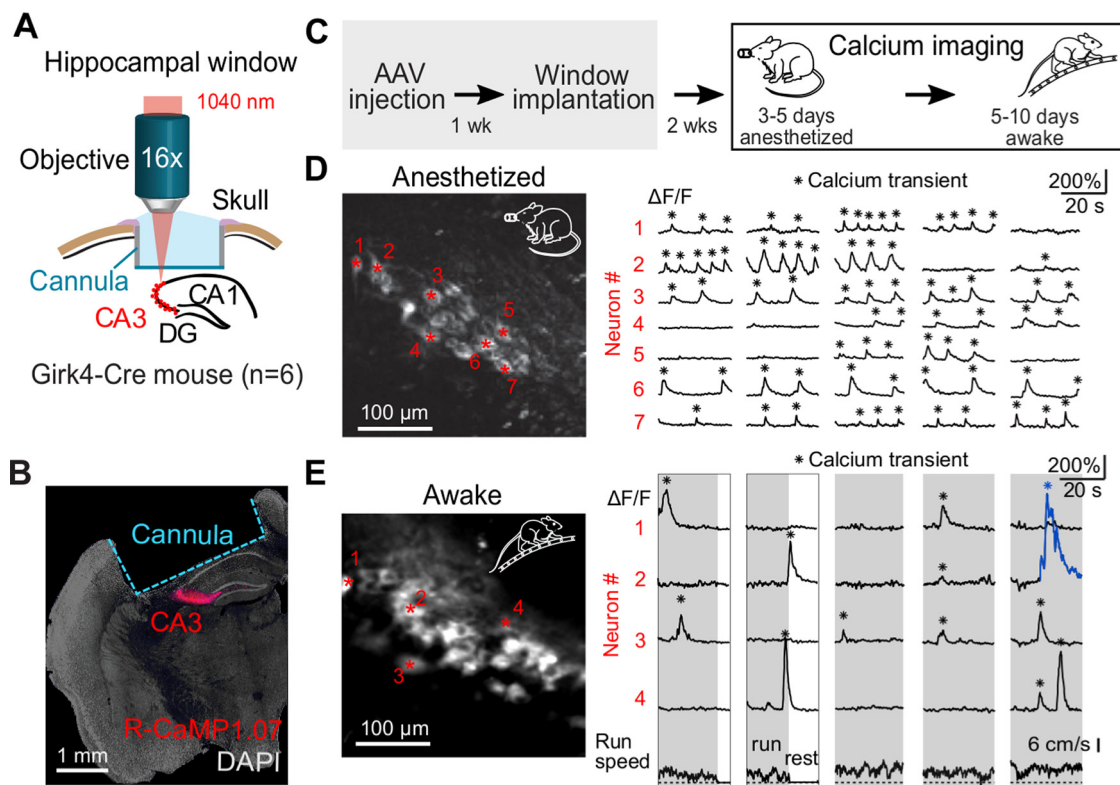 A
Hippocampal window
1040 nm
Objective
16x
Skull
Cannula
CA1
CA3
DG
Girk4-Cre mouse (n=6)
B
Cannula
CA3
R-CaMP1.07
1 mm
DAPI
C
AAV
injection
1 wk
Window
implantation
2 wks
Calcium imaging
3-5 days
anesthetized
5-10 days
awake
D
Anesthetized
1
2
3
4
5
6
7
100 µm
* Calcium transient
200%
20 s
ΔF/F
Neuron #
1
2
3
4
5
6
7
E
Awake
1
2
3
4
100 µm
* Calcium transient
200%
20 s
ΔF/F
Neuron #
1
2
3
4
Run
speed
run
rest
6 cm/s